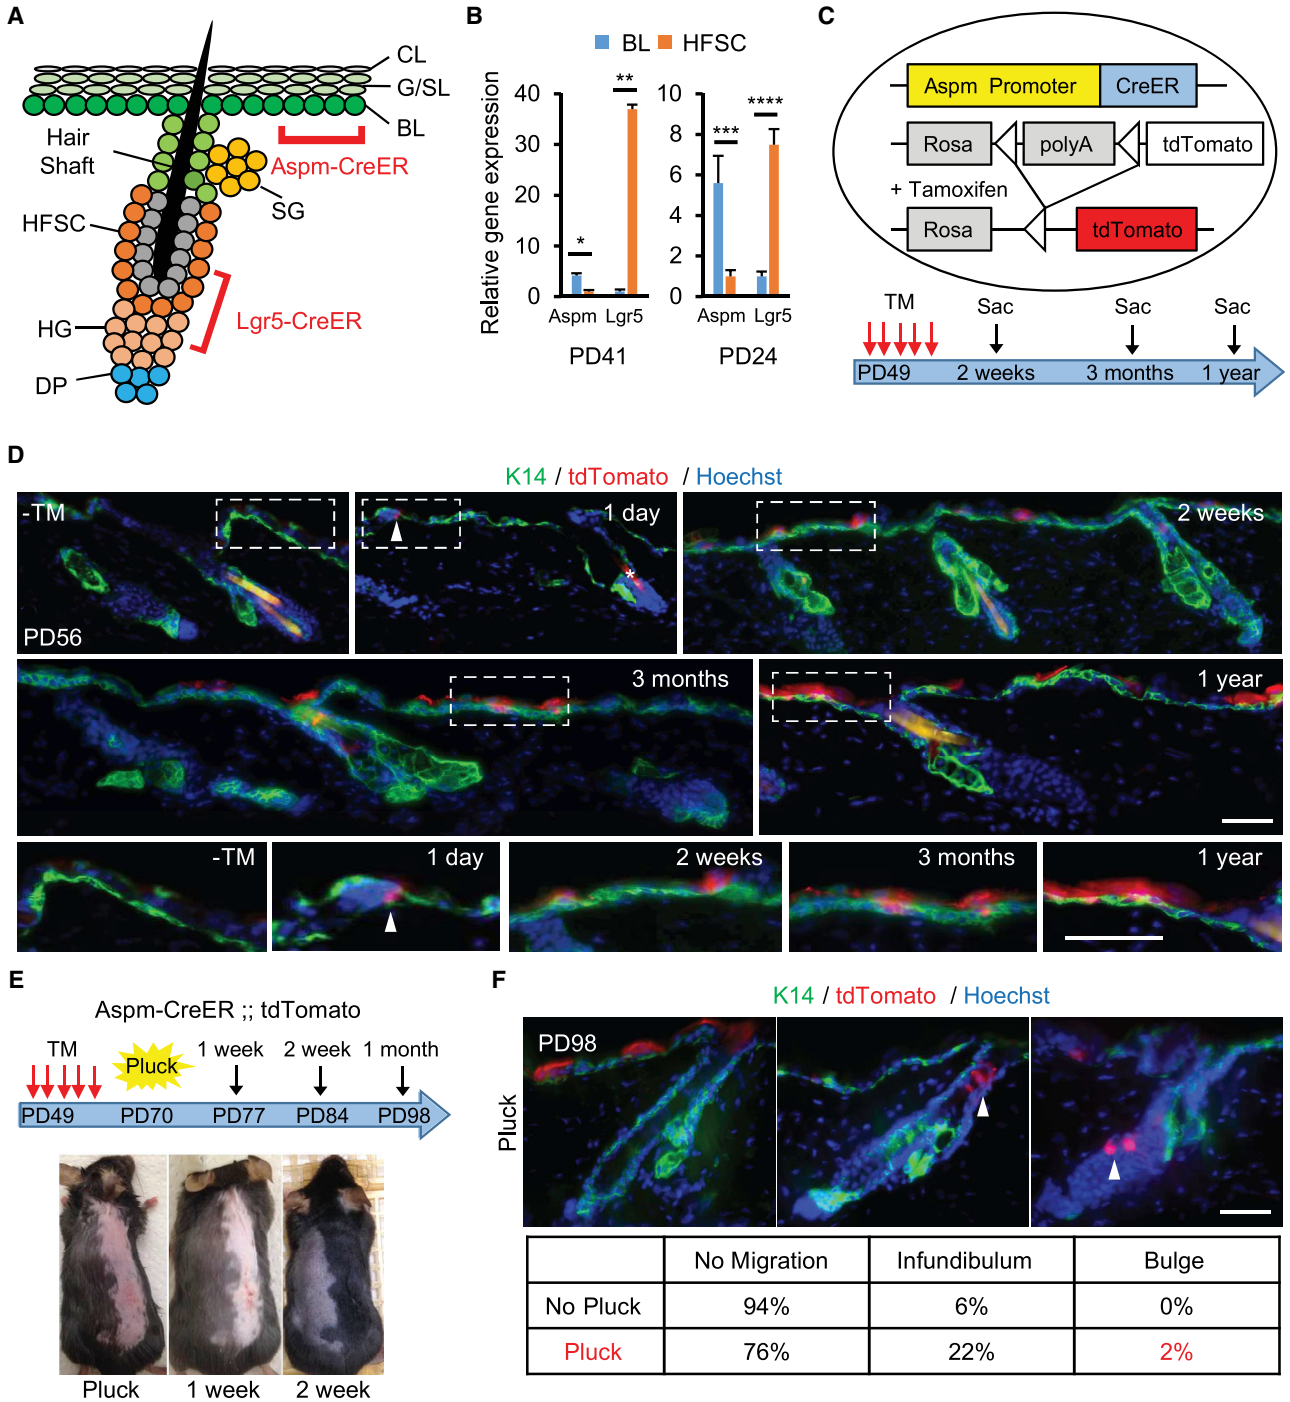 A
CL
G/SL
BL
Hair
Shaft
Aspm-CreER
SG
HFSC
Lgr5-CreER
HG
DP
B
BL HFSC
Relative gene expression
40
30
20
10
0
*
**
Aspm Lgr5
PD41
10
8
6
4
2
0
***
****
Aspm Lgr5
PD24
C
Aspm Promoter CreER
Rosa polyA tdTomato
+ Tamoxifen
Rosa tdTomato
TM Sac Sac Sac
PD49 2 weeks 3 months 1 year
D
K14 / tdTomato / Hoechst
-TM
PD56
1 day
*
2 weeks
3 months
1 year
-TM
1 day
2 weeks
3 months
1 year
E
Aspm-CreER ;; tdTomato
TM Pluck 1 week 2 week 1 month
PD49 PD70 PD77 PD84 PD98
Pluck 1 week 2 week
F
K14 / tdTomato / Hoechst
Pluck
PD98
No Migration Infundibulum Bulge
No Pluck 94% 6% 0%
Pluck 76% 22% 2%